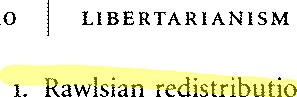 O | LIBERTARIANISM
1. Rawlsian redistributio